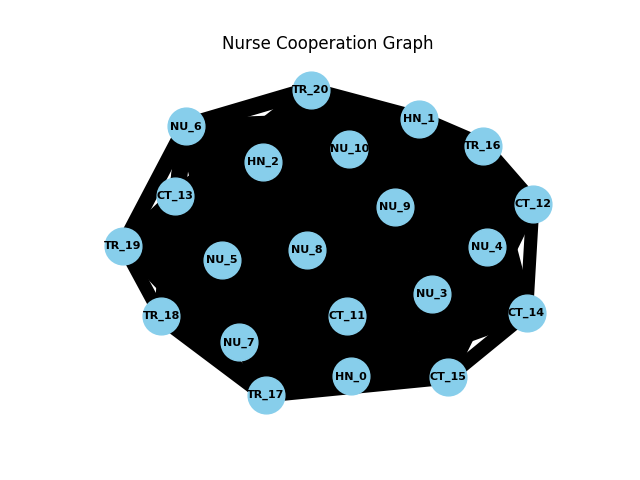 Nurse Cooperation Graph
TR_20
HN_1
NU_6
TR_16
NU_10
HN_2
CT_13
CT_12
NU_9
TR_19
NU_4
NU_8
NU_5
NU_3
CT_14
TR_18
CT_11
NU_7
HN_0
CT_15
TR_17